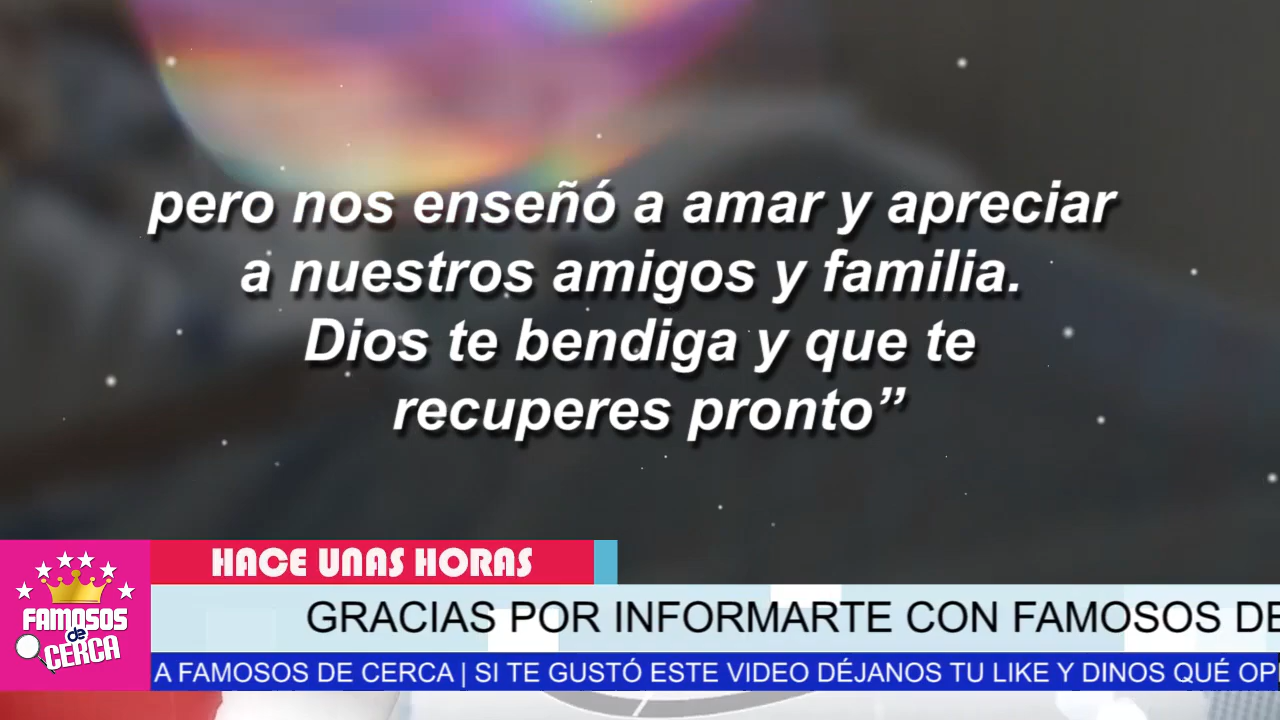 pero nos enseñó a amar y apreciar
a nuestros amigos y familia.
Dios te bendiga y que te
recuperes pronto”
HACE UNAS HORAS
FAMOSOS
de
CERCA
GRACIAS POR INFORMARTE CON FAMOSOS DE
A FAMOSOS DE CERCA | SI TE GUSTÓ ESTE VIDEO DÉJANOS TU LIKE Y DINOS QUÉ OP